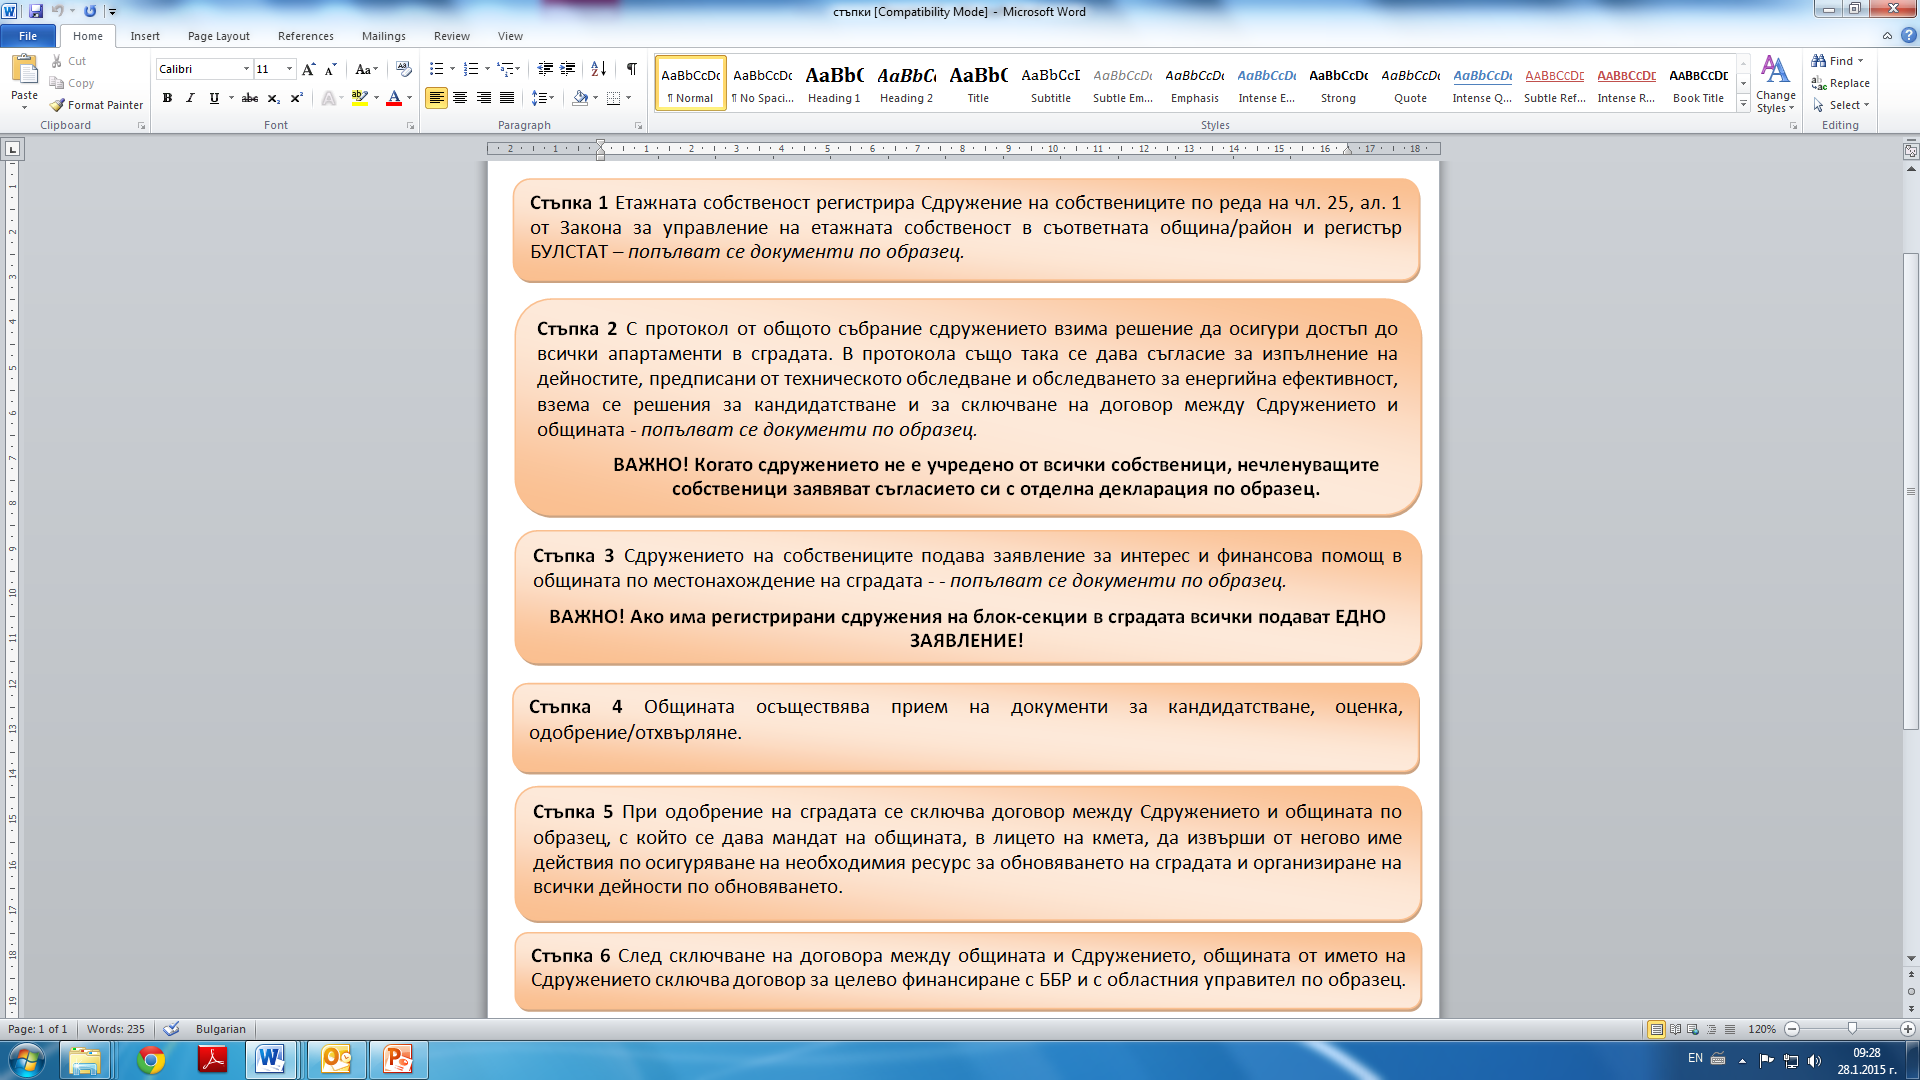 стъпки [Compatibility Mode] - Microsoft Word
File Home Insert Page Layout References Mailings Review View
Paste
Cut
Copy
Format Painter
Clipboard
Calibri 11
Font
Paragraph
AaBbCcDc AaBbCcDc AaBbC AaBbC AaBbC AaBbCcI AaBbCcDc AaBbCcDc AaBbCcDc AaBbCcDc AaBbCcDc AaBbCcDc AABBCCDD AABBCCDD AABBCCDD
¶ Normal ¶ No Spaci... Heading 1 Heading 2 Title Subtitle Subtle Em... Emphasis Intense E... Strong Quote Intense Q... Subtle Ref... Intense R... Book Title
Styles
Change Styles
Find
Replace
Select
Editing
Стъпка 1 Етажната собственост регистрира Сдружение на собствениците по реда на чл. 25, ал. 1
от Закона за управление на етажната собственост в съответната община/район и регистър
БУЛСТАТ – попълват се документи по образец.
Стъпка 2 С протокол от общото събрание сдружението взима решение да осигури достъп до
всички апартаменти в сградата. В протокола също така се дава съгласие за изпълнение на
дейностите, предписани от техническото обследване и обследването за енергийна ефективност,
взема се решения за кандидатстване и за сключване на договор между Сдружението и
общината - попълват се документи по образец.
ВАЖНО! Когато сдружението не е учредено от всички собственици, нечленуващите
собственици заявяват съгласието си с отделна декларация по образец.
Стъпка 3 Сдружението на собствениците подава заявление за интерес и финансова помощ в
общината по местонахождение на сградата - - попълват се документи по образец.
ВАЖНО! Ако има регистрирани сдружения на блок-секции в сградата всички подават ЕДНО
ЗАЯВЛЕНИЕ!
Стъпка 4 Общината осъществява прием на документи за кандидатстване, оценка,
одобрение/отхвърляне.
Стъпка 5 При одобрение на сградата се сключва договор между Сдружението и общината по
образец, с който се дава мандат на общината, в лицето на кмета, да извърши от негово име
действия по осигуряване на необходимия ресурс за обновяването на сградата и организиране на
всички дейности по обновяването.
Стъпка 6 След сключване на договора между общината и Сдружението, общината от името на
Сдружението сключва договор за целево финансиране с ББР и с областния управител по образец.
Page: 1 of 1 Words: 235 Bulgarian 120%
EN 09:28
28.1.2015 г.